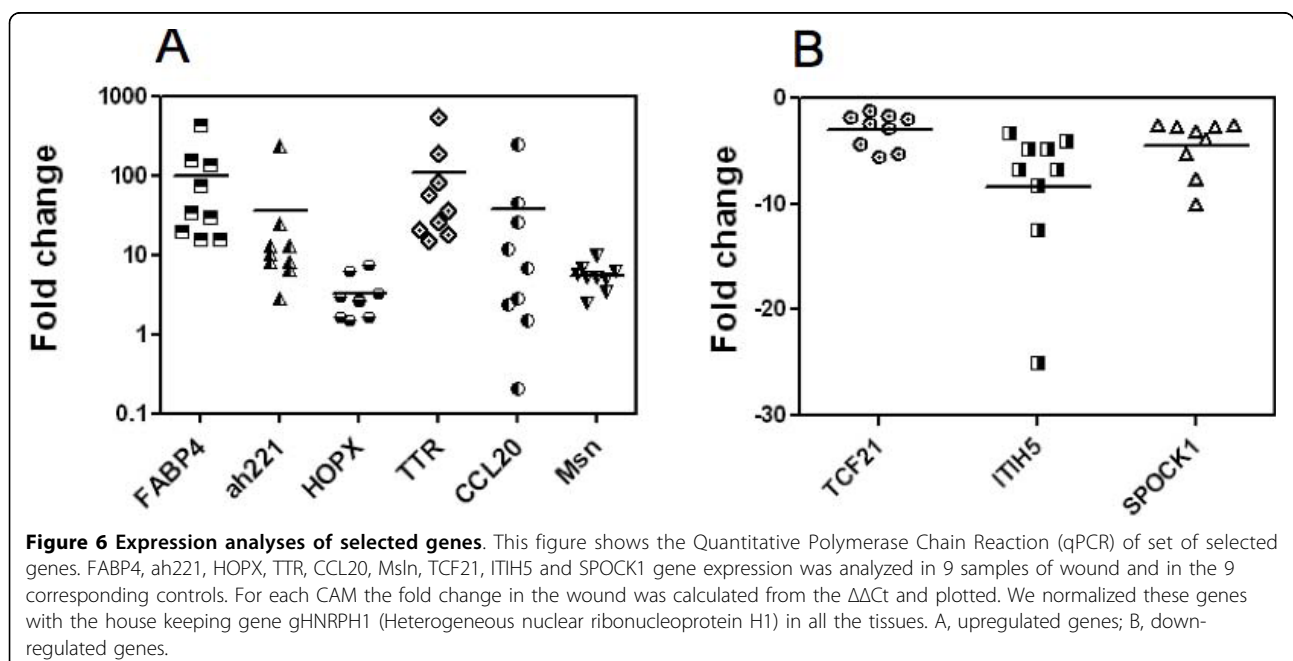 A
Fold change
1000
100
10
1
0.1
FABP4
ah221
HOPX
TTR
CCL20
Msn
B
Fold change
0
-10
-20
-30
TCF21
ITIH5
SPOCK1
Figure 6 Expression analyses of selected genes. This figure shows the Quantitative Polymerase Chain Reaction (qPCR) of set of selected
genes. FABP4, ah221, HOPX, TTR, CCL20, Msln, TCF21, ITIH5 and SPOCK1 gene expression was analyzed in 9 samples of wound and in the 9
corresponding controls. For each CAM the fold change in the wound was calculated from the ΔΔCt and plotted. We normalized these genes
with the house keeping gene gHNRPH1 (Heterogeneous nuclear ribonucleoprotein H1) in all the tissues. A, upregulated genes; B, down-
regulated genes.